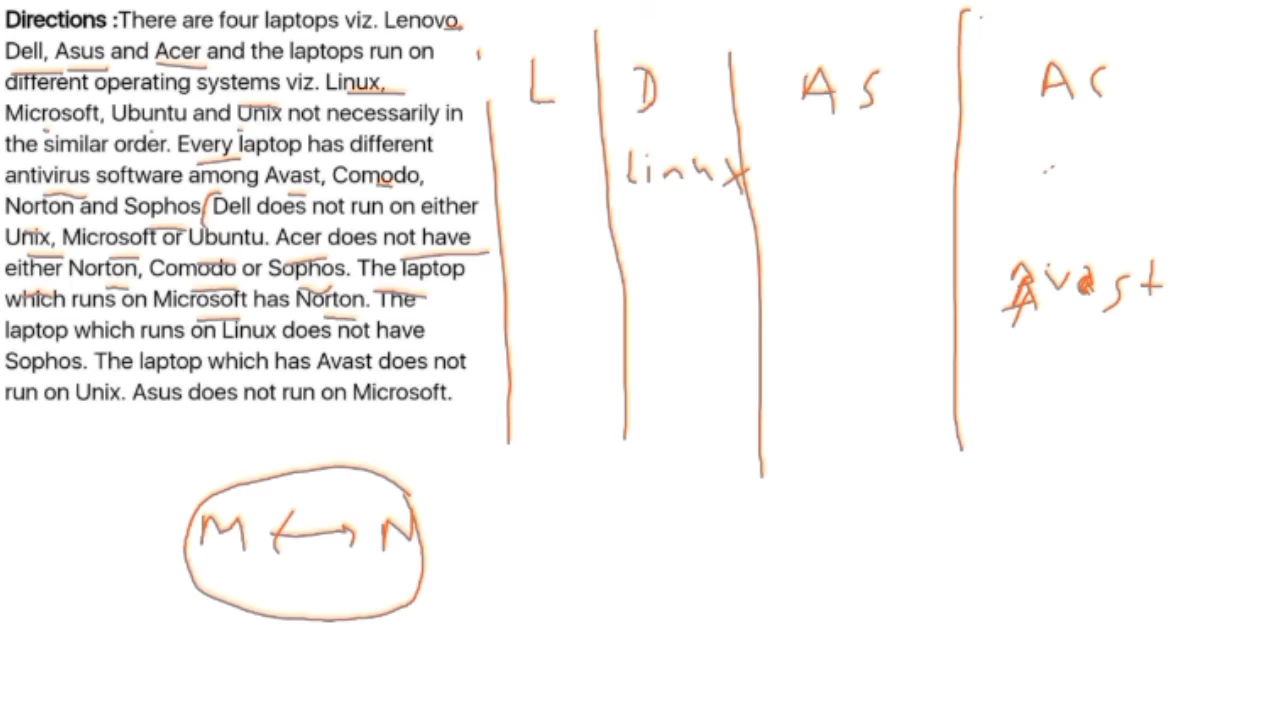 Directions :There are four laptops viz. Lenovo,
Dell, Asus and Acer and the laptops run on
different operating systems viz. Linux,
Microsoft, Ubuntu and Unix not necessarily in
the similar order. Every laptop has different
antivirus software among Avast, Comodo,
Norton and Sophos. Dell does not run on either
Unix, Microsoft or Ubuntu. Acer does not have
either Norton, Comodo or Sophos. The laptop
which runs on Microsoft has Norton. The
laptop which runs on Linux does not have
Sophos. The laptop which has Avast does not
run on Unix. Asus does not run on Microsoft.
L D AS AC
Linux
Avast
M ↔ N